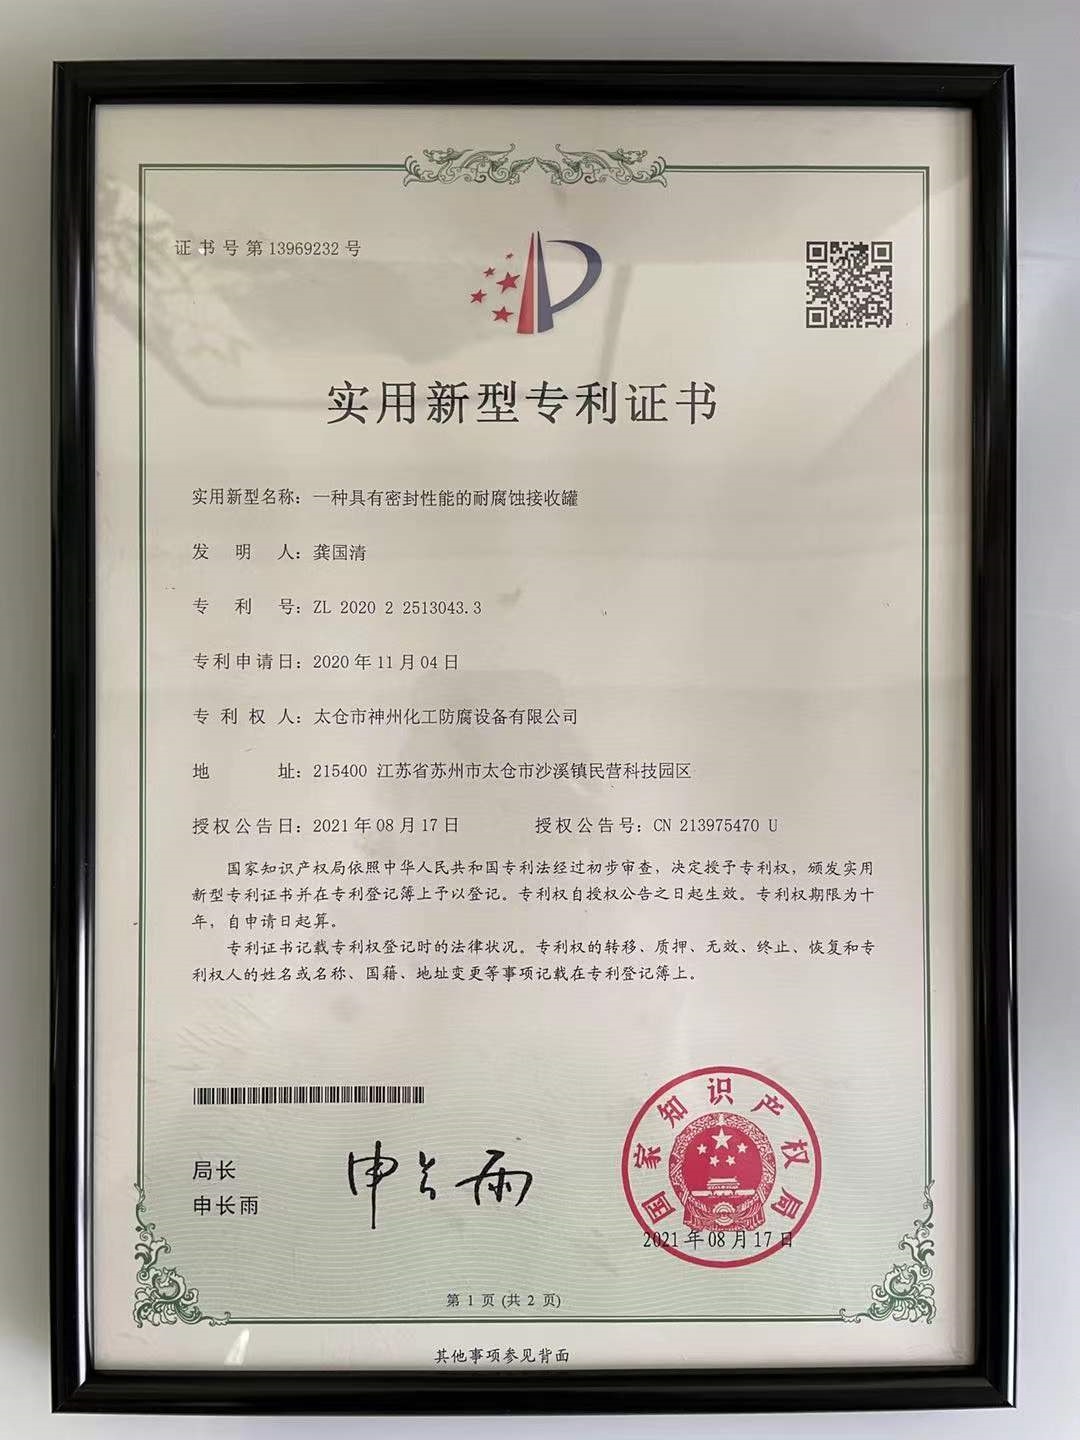 证书号第13969232号
实用新型专利证书
实用新型名称：一种具有密封性能的耐腐蚀接收罐
发明人：龚国清
专利号：ZL 2020 2 2513043.3
专利申请日：2020年11月04日
专利权人：太仓市神州化工防腐设备有限公司
地址：215400 江苏省苏州市太仓市沙溪镇民营科技园区
授权公告日：2021年08月17日 授权公告号：CN 213975470 U
国家知识产权局依照中华人民共和国专利法经过初步审查，决定授予专利权，颁发实用
新型专利证书并在专利登记簿上予以登记。专利权自授权公告之日起生效。专利权期限为十
年，自申请日起算。
专利证书记载专利权登记时的法律状况。专利权的转移、质押、无效、终止、恢复和专
利权人的姓名或名称、国籍、地址变更等事项记载在专利登记簿上。
局长
申长雨
申长雨
国家知识产权局
2021年08月17日
第 1 页 (共 2 页)
其他事项参见背面